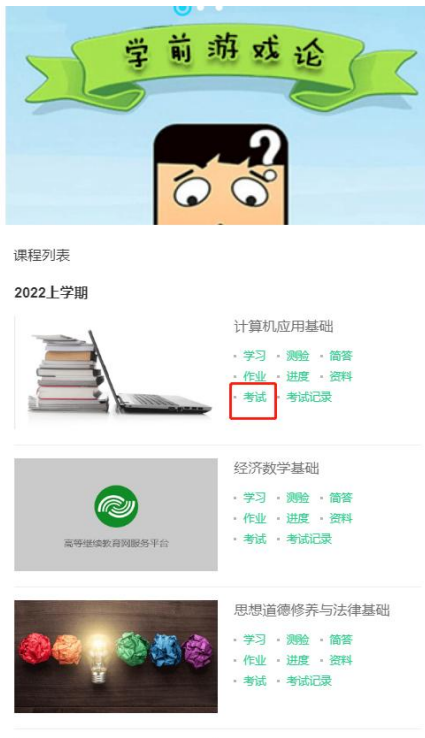 学前游戏论
?
课程列表
2022上学期
计算机应用基础
· 学习 · 测验 · 简答
· 作业 · 进度 · 资料
· 考试 · 考试记录
经济数学基础
高等继续教育网服务平台
· 学习 · 测验 · 简答
· 作业 · 进度 · 资料
· 考试 · 考试记录
思想道德修养与法律基础
· 学习 · 测验 · 简答
· 作业 · 进度 · 资料
· 考试 · 考试记录